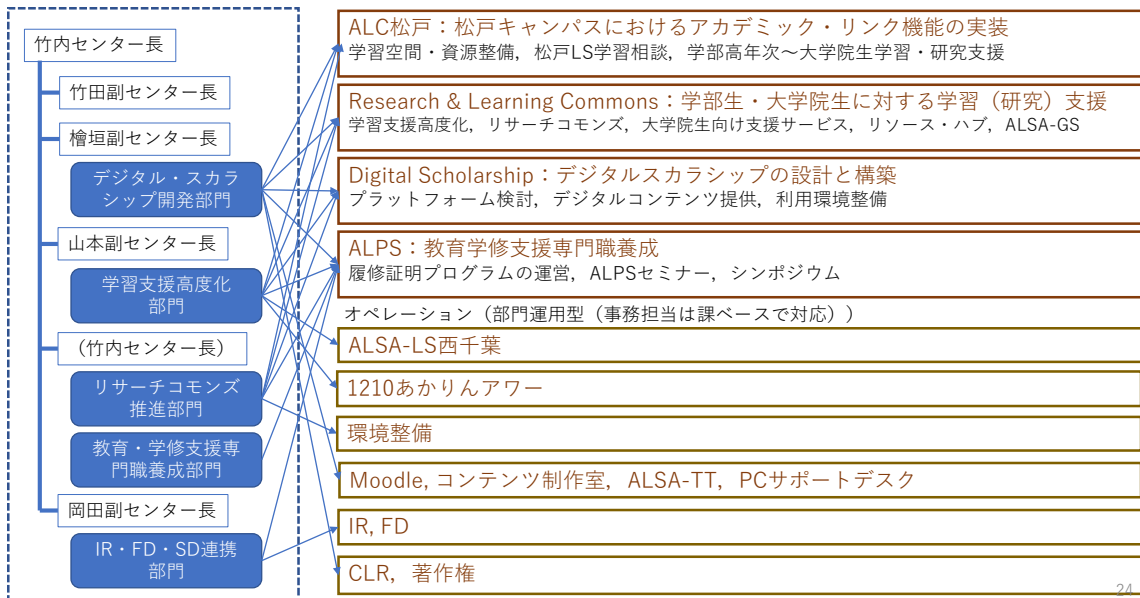 竹内センター長
竹田副センター長
檜垣副センター長
デジタル・スカラ
シップ開発部門
山本副センター長
学習支援高度化
部門
(竹内センター長)
リサーチコモンズ
推進部門
教育・学修支援専
門職養成部門
岡田副センター長
IR・FD・SD連携
部門
ALC松戸：松戸キャンパスにおけるアカデミック・リンク機能の実装
学習空間・資源整備，松戸LS学習相談，学部高年次～大学院生学習・研究支援
Research & Learning Commons：学部生・大学院生に対する学習（研究）支援
学習支援高度化，リサーチコモンズ，大学院生向け支援サービス，リソース・ハブ，ALSA-GS
Digital Scholarship：デジタルスカラシップの設計と構築
プラットフォーム検討，デジタルコンテンツ提供，利用環境整備
ALPS：教育学修支援専門職養成
履修証明プログラムの運営，ALPSセミナー，シンポジウム
オペレーション（部門運用型（事務担当は課ベースで対応））
ALSA-LS西千葉
1210あかりんアワー
環境整備
Moodle, コンテンツ制作室，ALSA-TT，PCサポートデスク
IR, FD
CLR，著作権
24